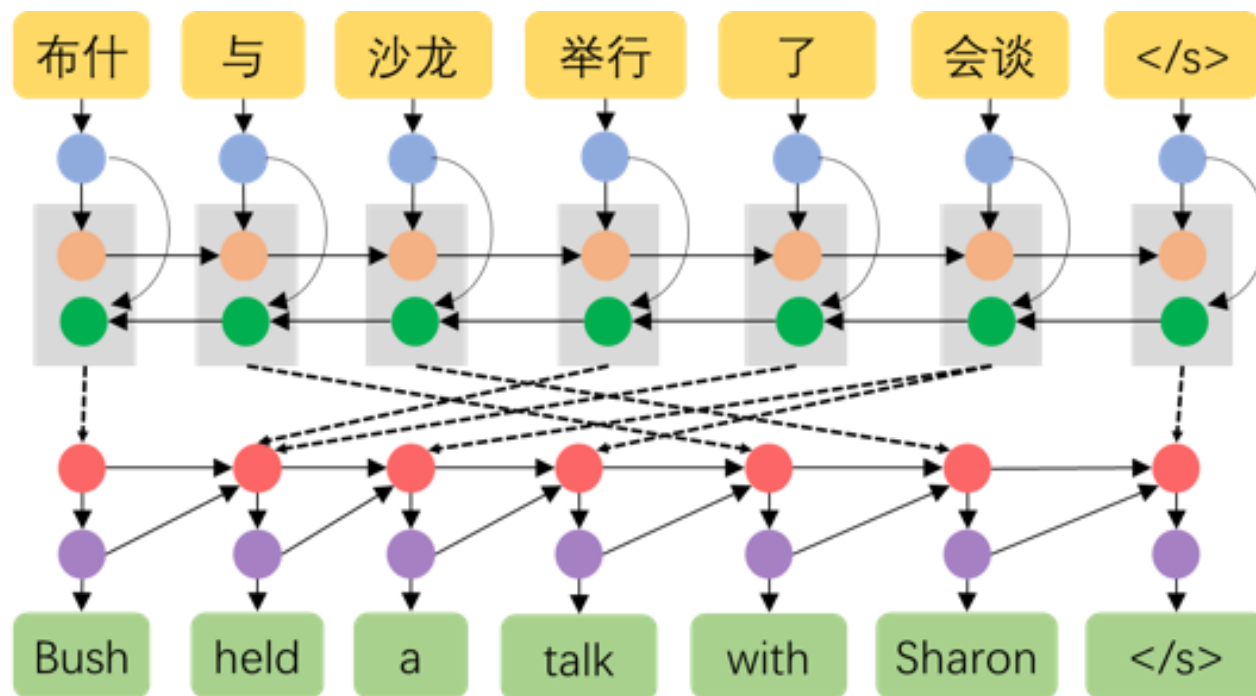 布什 与 沙龙 举行 了 会谈 </s>
Bush held a talk with Sharon </s>